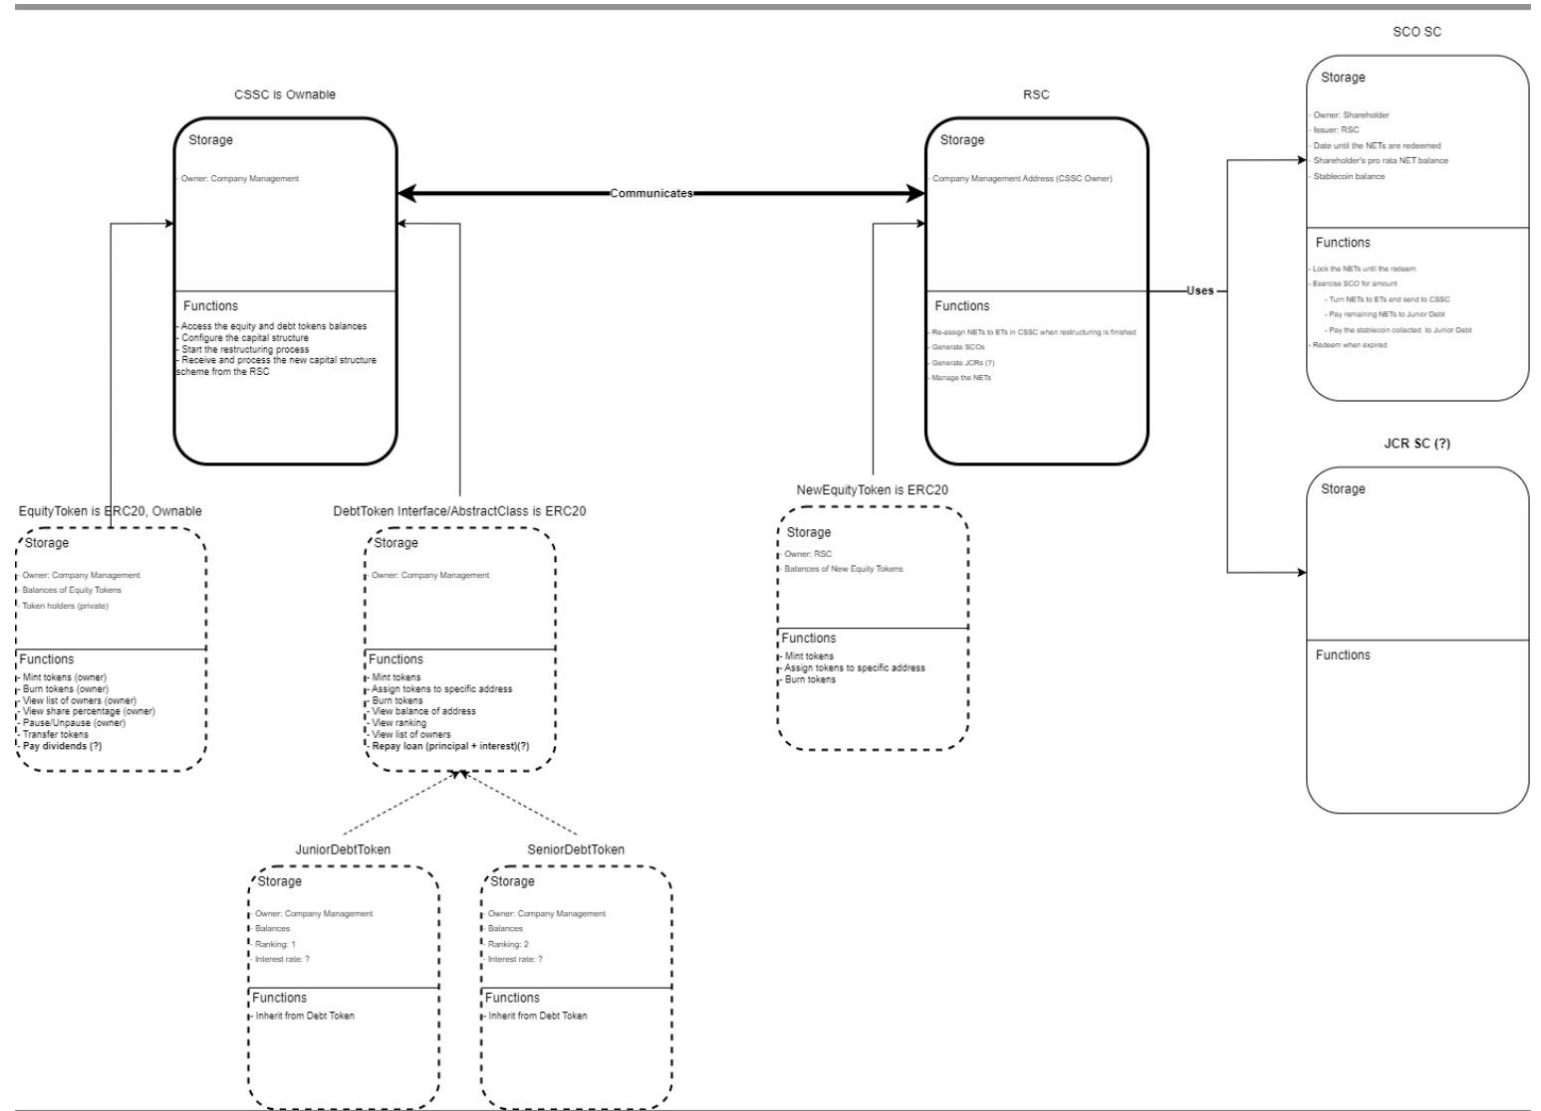 SCO SC
Storage
- Owner: Shareholder
- Issuer: RSC
- Date until the NETs are redeemed
- Shareholder's pro rata NET balance
- Stablecoin balance
Functions
- Lock the NETs until the redeem
- Exercise SCO for amount
- Turn NETs to ETs and send to CSSC
- Pay remaining NETs to Junior Debt
- Pay the stablecoin collected to Junior Debt
- Redeem when expired
CSSC is Ownable
Storage
- Owner: Company Management
Functions
- Access the equity and debt tokens balances
- Configure the capital structure
- Start the restructuring process
- Receive and process the new capital structure
scheme from the RSC
Communicates
RSC
Storage
- Company Management Address (CSSC Owner)
Functions
- Re-assign NETs to ETs in CSSC when restructuring is finished
- Generate SCOs
- Generate JCRs (?)
- Manage the NETs
Uses
JCR SC (?)
Storage
Functions
EquityToken is ERC20, Ownable
Storage
- Owner: Company Management
- Balances of Equity Tokens
- Token holders (private)
Functions
- Mint tokens (owner)
- Burn tokens (owner)
- View list of owners (owner)
- View share percentage (owner)
- Pause/Unpause (owner)
- Transfer tokens
- Pay dividends (?)
DebtToken Interface/AbstractClass is ERC20
Storage
- Owner: Company Management
Functions
- Mint tokens
- Assign tokens to specific address
- Burn tokens
- View balance of address
- View ranking
- View list of owners
- Repay loan (principal + interest)(?)
NewEquityToken is ERC20
Storage
- Owner: RSC
- Balances of New Equity Tokens
Functions
- Mint tokens
- Assign tokens to specific address
- Burn tokens
JuniorDebtToken
Storage
- Owner: Company Management
- Balances
- Ranking: 1
- Interest rate: ?
Functions
- Inherit from Debt Token
SeniorDebtToken
Storage
- Owner: Company Management
- Balances
- Ranking: 2
- Interest rate: ?
Functions
- Inherit from Debt Token